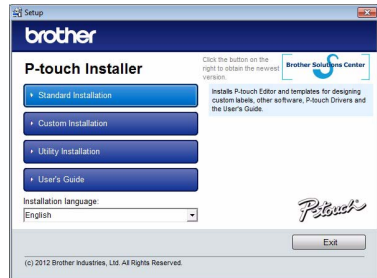 Setup
brother
P-touch Installer
Click the button on the
right to obtain the newest
version.
Brother Solutions Center
Standard Installation
Installs P-touch Editor and templates for designing
custom labels, other software, P-touch Drivers and
the User's Guide.
Custom Installation
Utility Installation
User's Guide
Installation language:
English
P-touch
Exit
(c) 2012 Brother Industries, Ltd. All Rights Reserved.